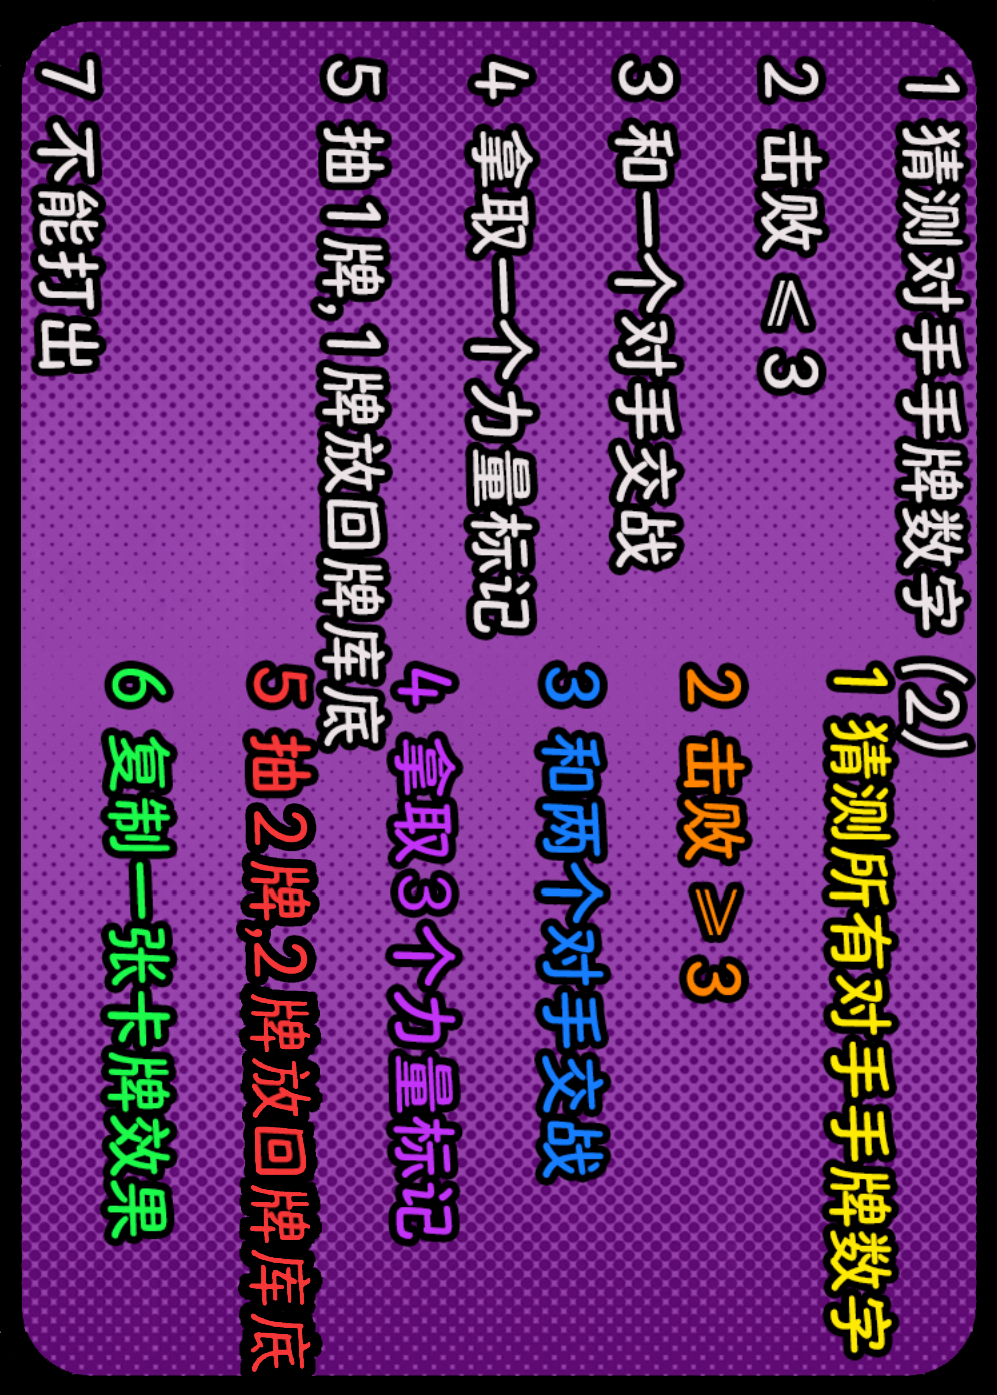 1 猜测对手手牌数字 (2)
1 猜测所有对手手牌数字
2 击败 ≤ 3
2 击败 ≥ 3
3 和一个对手交战
3 和两个对手交战
4 拿取一个力量标记
4 拿取3个力量标记
5 抽1牌,1牌放回牌库底
5 抽2牌,2牌放回牌库底
6 复制一张卡牌效果
7 不能打出